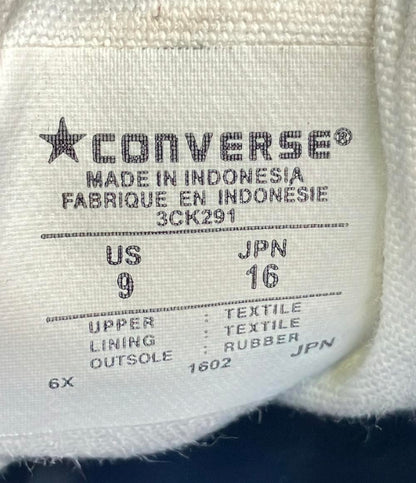 ★CONVERSE®
MADE IN INDONESIA
FABRIQUE EN INDONESIE
3CK291
US JPN
9 16
UPPER : TEXTILE
LINING : TEXTILE
OUTSOLE : RUBBER
6X 1602 JPN